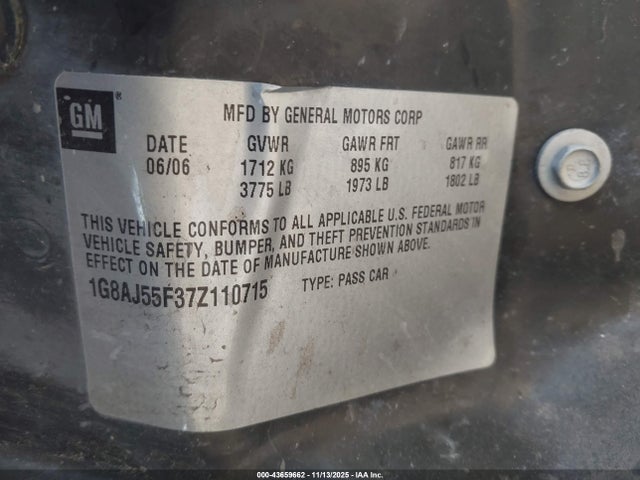 GM ®
MFD BY GENERAL MOTORS CORP
DATE GVWR GAWR FRT GAWR RR
06/06 1712 KG 895 KG 817 KG
3775 LB 1973 LB 1802 LB
THIS VEHICLE CONFORMS TO ALL APPLICABLE U.S. FEDERAL MOTOR
VEHICLE SAFETY, BUMPER, AND THEFT PREVENTION STANDARDS IN
EFFECT ON THE DATE OF MANUFACTURE SHOWN ABOVE.
1G8AJ55F37Z110715 TYPE: PASS CAR
000-43659662 - 11/13/2025 - IAA Inc.